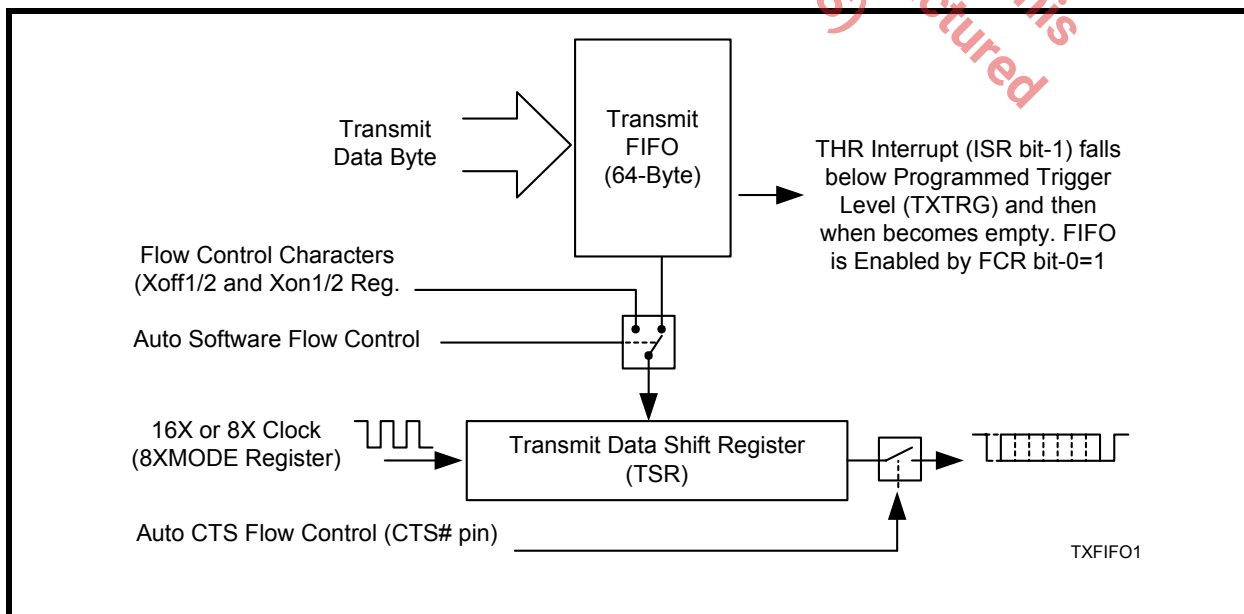 this
ctured
s)
Transmit
Data Byte
Transmit
FIFO
(64-Byte)
THR Interrupt (ISR bit-1) falls
below Programmed Trigger
Level (TXTRG) and then
when becomes empty. FIFO
is Enabled by FCR bit-0=1
Flow Control Characters
(Xoff1/2 and Xon1/2 Reg.
Auto Software Flow Control
16X or 8X Clock
(8XMODE Register)
Transmit Data Shift Register
(TSR)
Auto CTS Flow Control (CTS# pin)
TXFIFO1